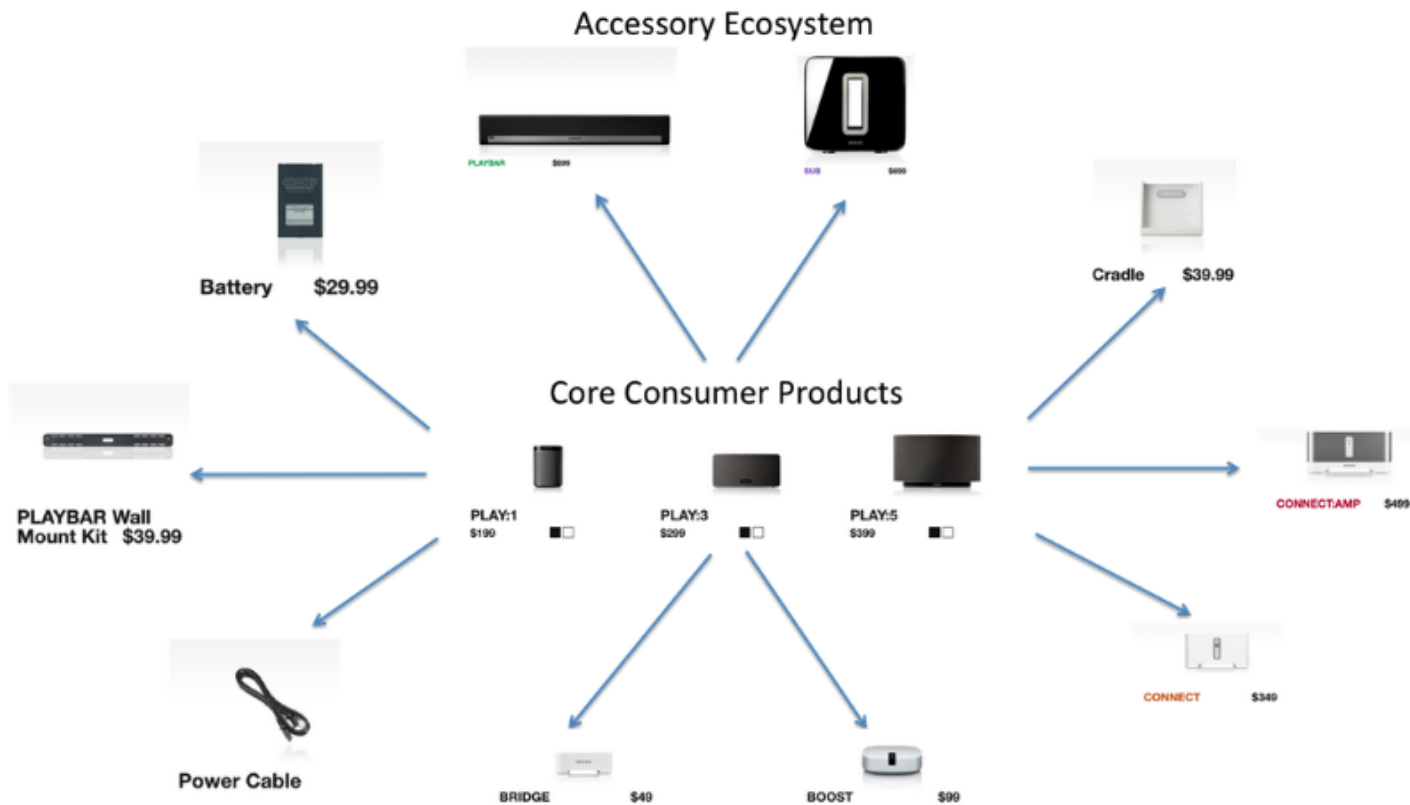 Accessory Ecosystem
PLAYBAR $699
SUB $699
Battery $29.99
Cradle $39.99
Core Consumer Products
PLAYBAR Wall
Mount Kit $39.99
PLAY:1
$199
PLAY:3
$299
PLAY:5
$399
CONNECT:AMP $499
CONNECT $349
Power Cable
BRIDGE $49
BOOST $99